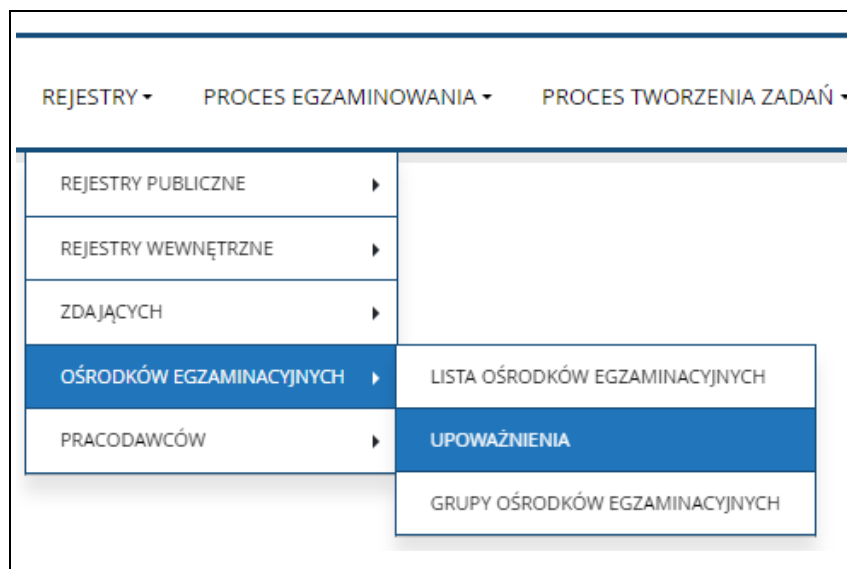 REJESTRY PROCES EGZAMINOWANIA PROCES TWORZENIA ZADAŃ
REJESTRY PUBLICZNE
REJESTRY WEWNĘTRZNE
ZDAJĄCYCH
OŚRODKÓW EGZAMINACYJNYCH LISTA OŚRODKÓW EGZAMINACYJNYCH
PRACODAWCÓW UPOWAŻNIENIA
GRUPY OŚRODKÓW EGZAMINACYJNYCH